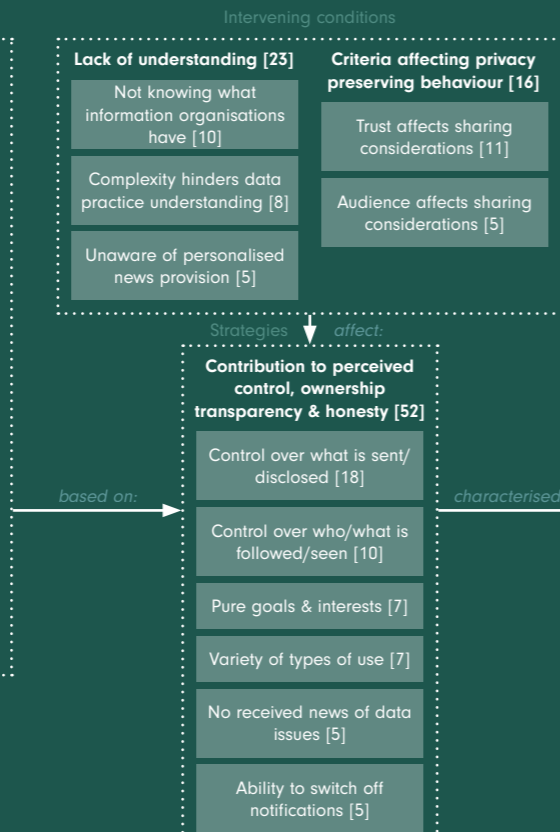 Intervening conditions
Lack of understanding [23]
Not knowing what
information organisations
have [10]
Complexity hinders data
practice understanding [8]
Unaware of personalised
news provision [5]
Criteria affecting privacy
preserving behaviour [16]
Trust affects sharing
considerations [11]
Audience affects sharing
considerations [5]
Strategies affect:
Contribution to perceived
control, ownership
transparency & honesty [52]
Control over what is sent/
disclosed [18]
Control over who/what is
followed/seen [10]
Pure goals & interests [7]
Variety of types of use [7]
No received news of data
issues [5]
Ability to switch off
notifications [5]
based on:
characterised